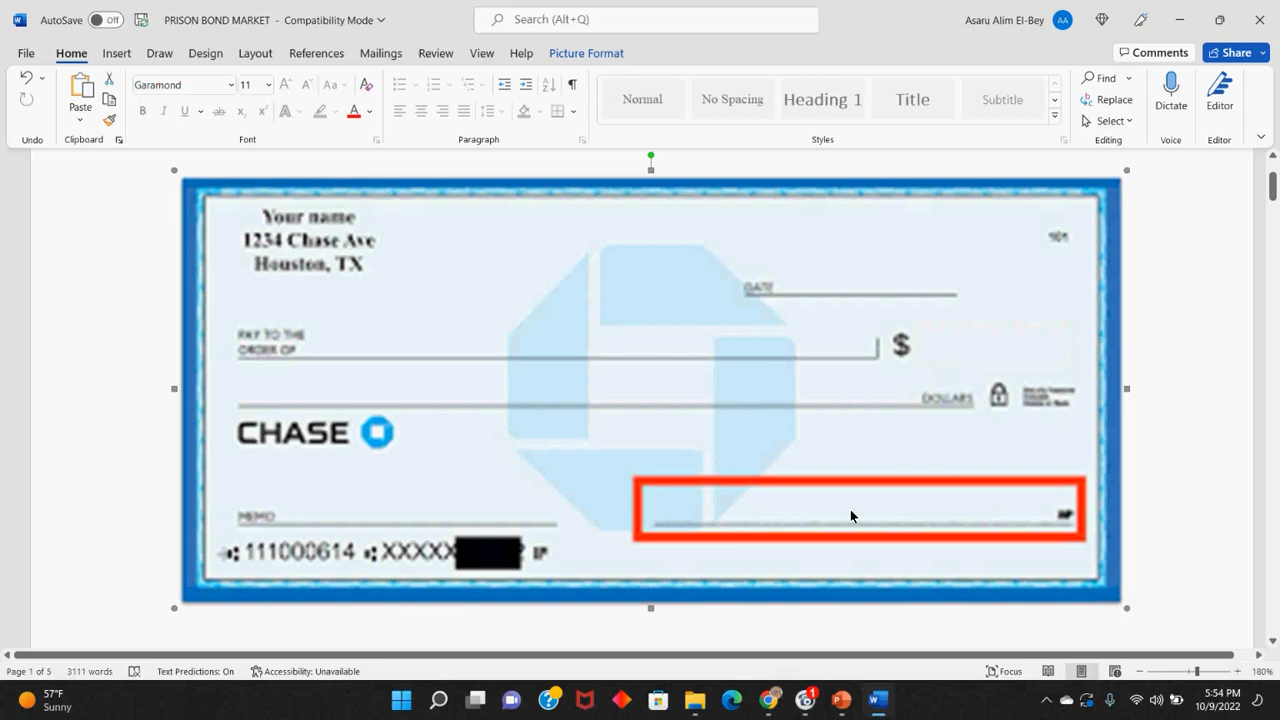 AutoSave Off PRISON BOND MARKET - Compatibility Mode Search (Alt+Q) Asaru Alim El-Bey AA
File Home Insert Draw Design Layout References Mailings Review View Help Picture Format Comments Share
Garamond 11 Aa Normal No Spacing Heading 1 Title Subtitle Find
Paste B I U ab x A A Replace Dictate Editor
Select
Undo Clipboard Font Paragraph Styles Editing Voice Editor
Your name
1234 Chase Ave
Houston, TX
101
DATE
PAY TO THE
ORDER OF
$
DOLLARS
CHASE
MEMO
MP
111000614 XXXXX
Page 1 of 5 3111 words Text Predictions: On Accessibility: Unavailable Focus 180%
57°F
Sunny
5:54 PM
10/9/2022